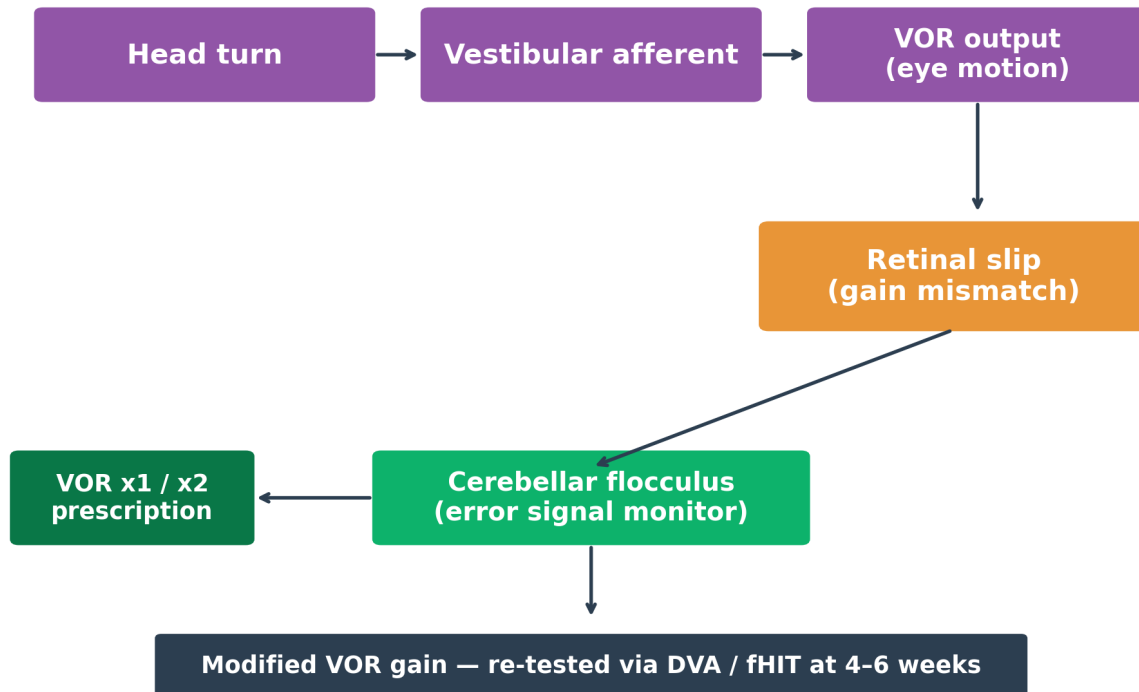 Head turn
Vestibular afferent
VOR output
(eye motion)
Retinal slip
(gain mismatch)
VOR x1 / x2
prescription
Cerebellar flocculus
(error signal monitor)
Modified VOR gain — re-tested via DVA / fHIT at 4–6 weeks